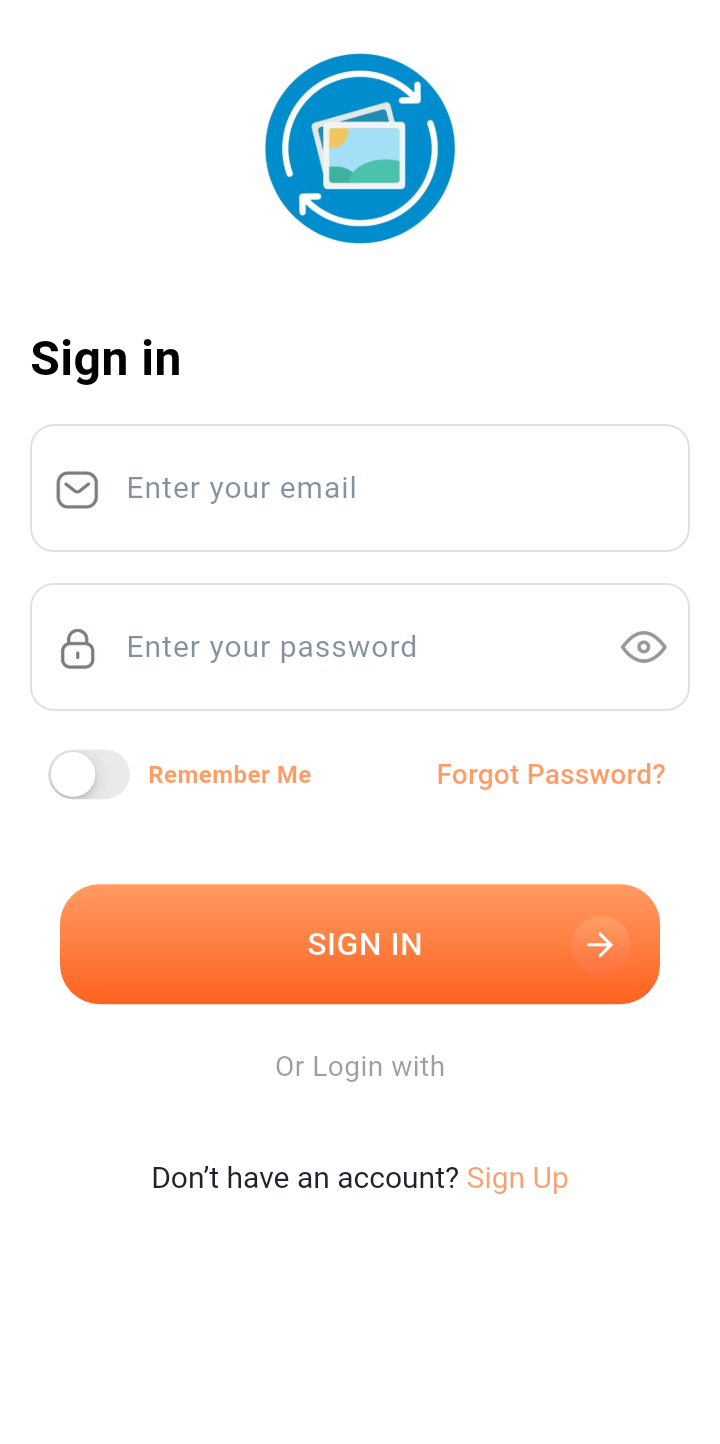 Sign in
Enter your email
Enter your password
Remember Me
Forgot Password?
SIGN IN
Or Login with
Don’t have an account? Sign Up